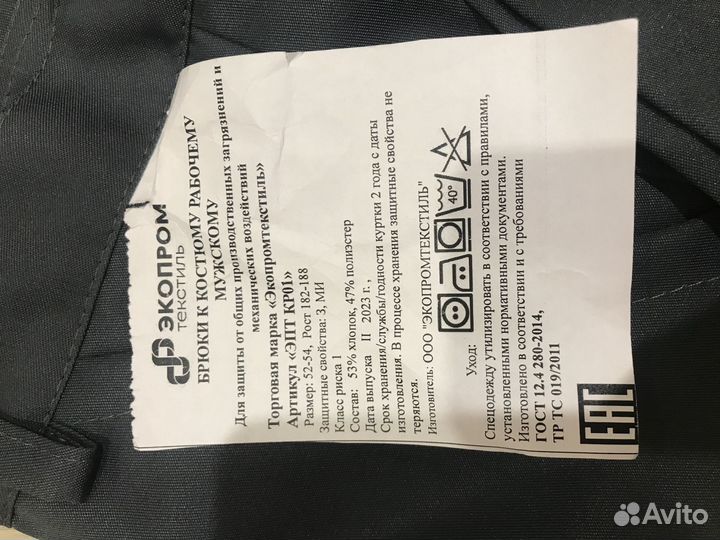 ЭКОПРОМ
ТЕКСТИЛЬ
БРЮКИ К КОСТЮМУ РАБОЧЕМУ
МУЖСКОМУ
Для защиты от общих производственных загрязнений и
механических воздействий
Торговая марка «Экопромтекстиль»
Артикул «ЭПТ КР01»
Размер: 52-54, Рост 182-188
Защитные свойства: З, МИ
Класс риска 1
Состав: 53% хлопок, 47% полиэстер
Дата выпуска II 2023 г. ,
Срок хранения/службы/годности куртки 2 года с даты
изготовления. В процессе хранения защитные свойства не
теряются.
Изготовитель: ООО "ЭКОПРОМТЕКСТИЛЬ"
Уход:
40°
Спецодежду утилизировать в соответствии с правилами,
установленными нормативными документами.
Изготовлено в соответствии и с требованиями
ГОСТ 12.4 280-2014,
ТР ТС 019/2011
EAC
Avito